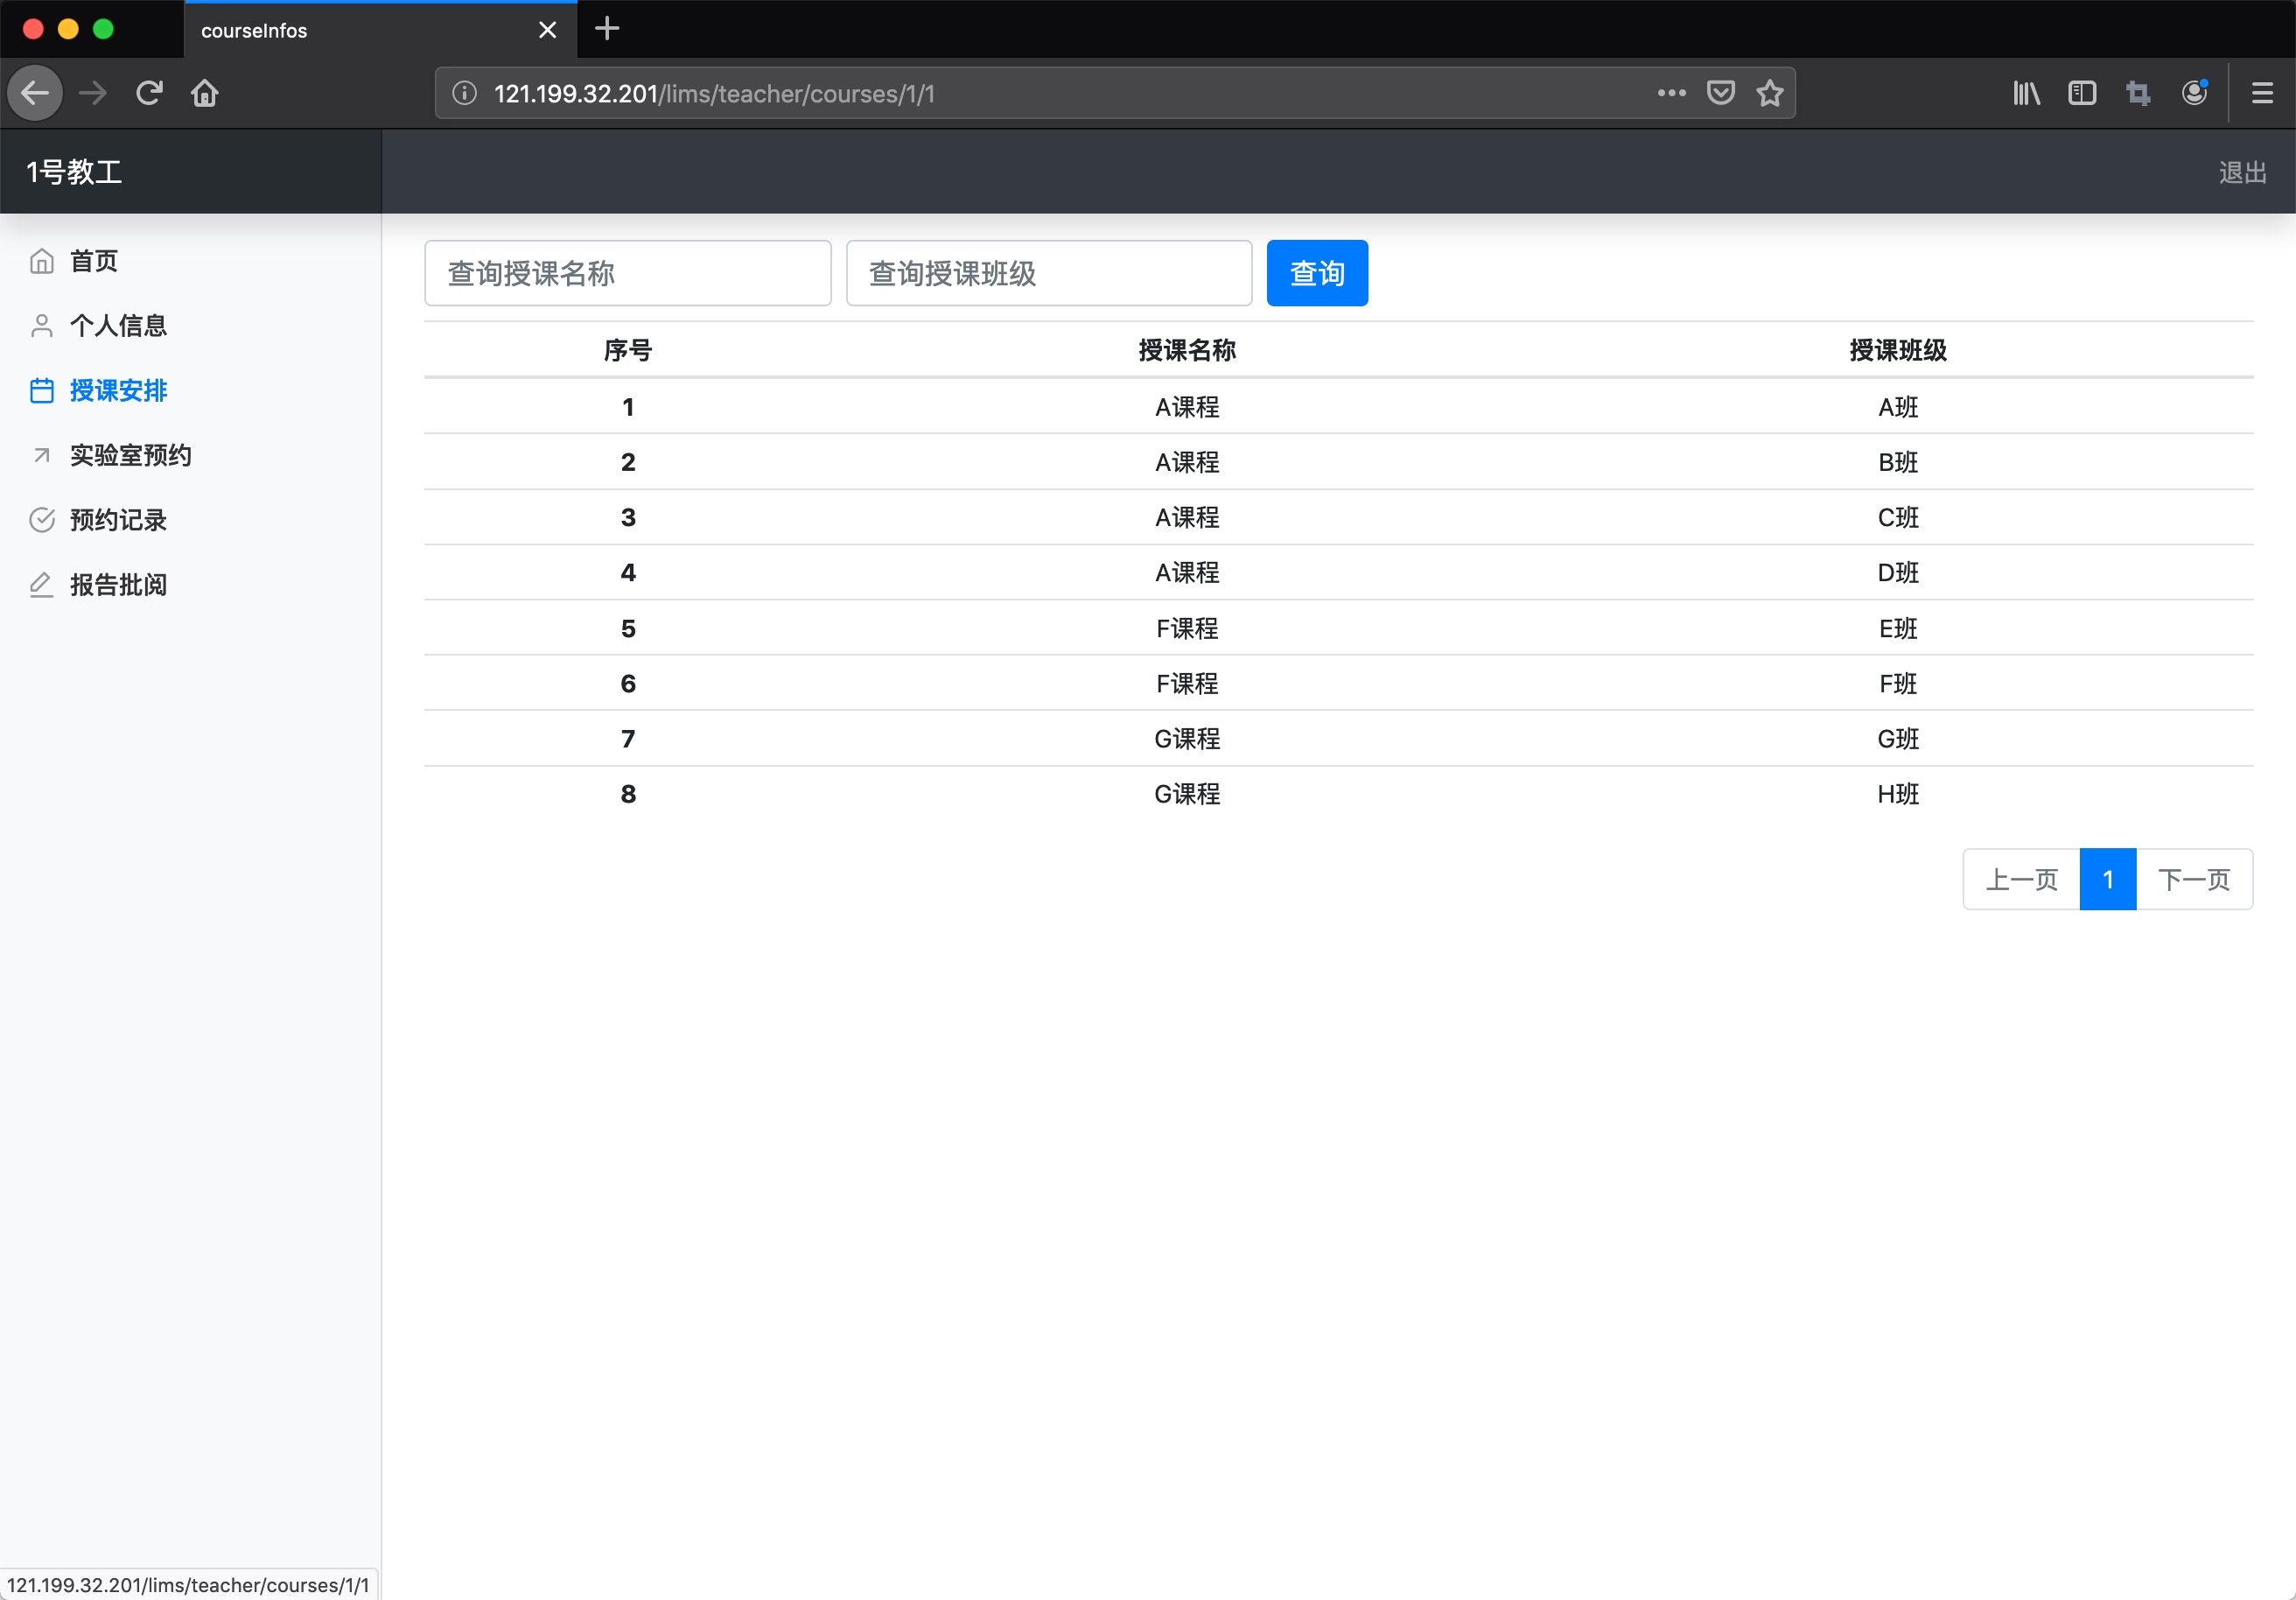 courseInfos
121.199.32.201/lims/teacher/courses/1/1
1号教工
退出
首页
个人信息
授课安排
实验室预约
预约记录
报告批阅
查询授课名称 查询授课班级 查询
序号 授课名称 授课班级
1 A课程 A班
2 A课程 B班
3 A课程 C班
4 A课程 D班
5 F课程 E班
6 F课程 F班
7 G课程 G班
8 G课程 H班
上一页 1 下一页
121.199.32.201/lims/teacher/courses/1/1